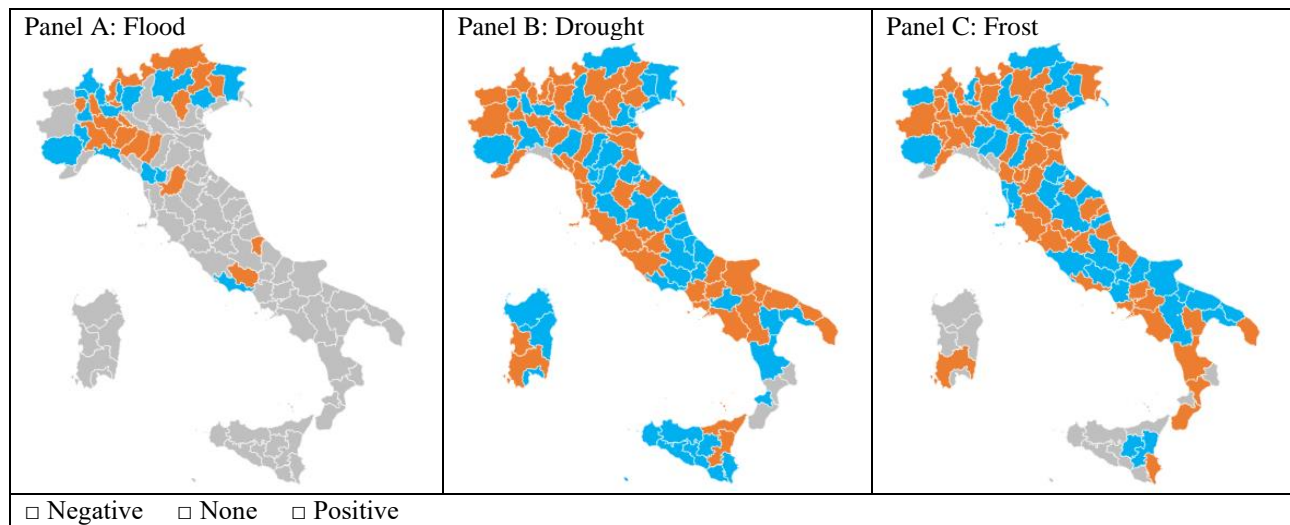 Panel A: Flood
Panel B: Drought
Panel C: Frost
□ Negative □ None □ Positive